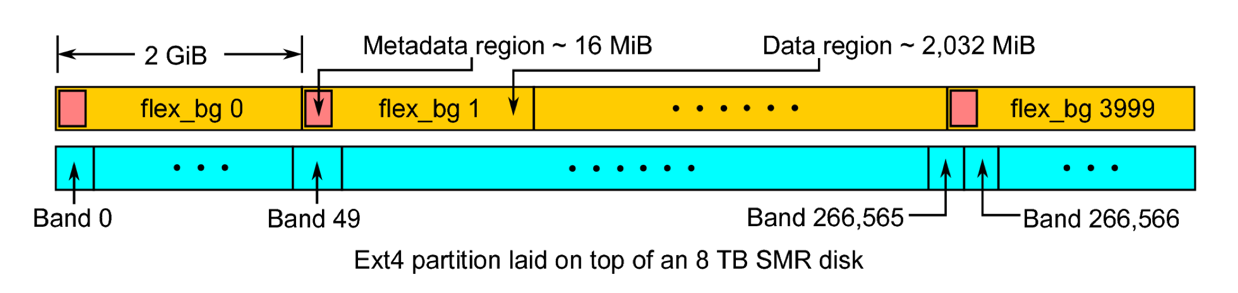 2 GiB
Metadata region ~ 16 MiB
Data region ~ 2,032 MiB
flex_bg 0
flex_bg 1
. . . . . .
flex_bg 3999
. . .
. . . . . .
. . .
Band 0
Band 49
Band 266,565
Band 266,566
Ext4 partition laid on top of an 8 TB SMR disk